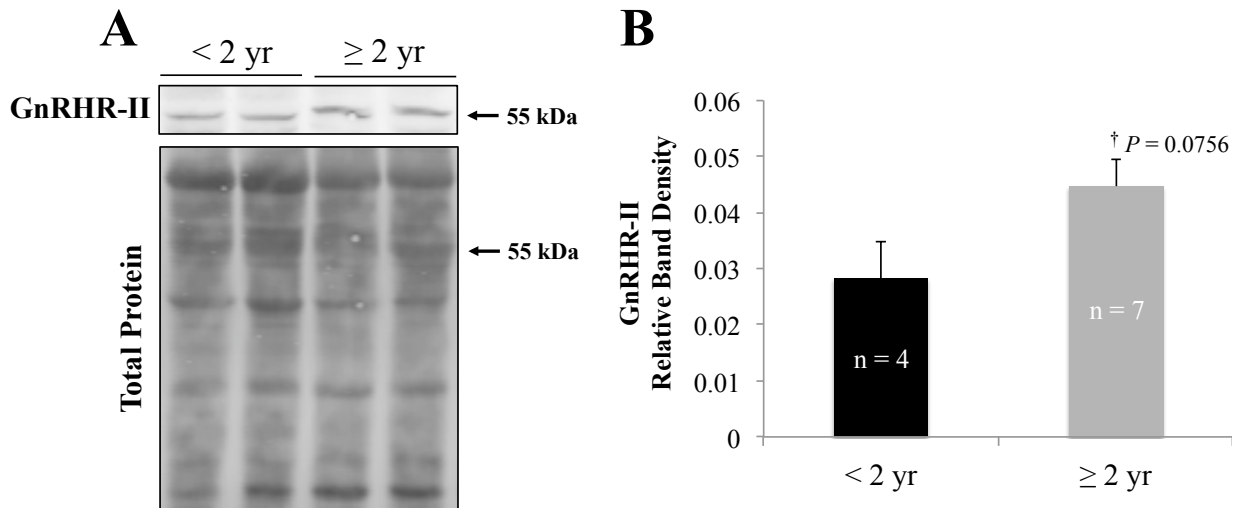 A
< 2 yr
≥ 2 yr
GnRHR-II
55 kDa
Total Protein
55 kDa
B
GnRHR-II
Relative Band Density
0.06
0.05
0.04
0.03
0.02
0.01
0
† P = 0.0756
n = 4
n = 7
< 2 yr
≥ 2 yr